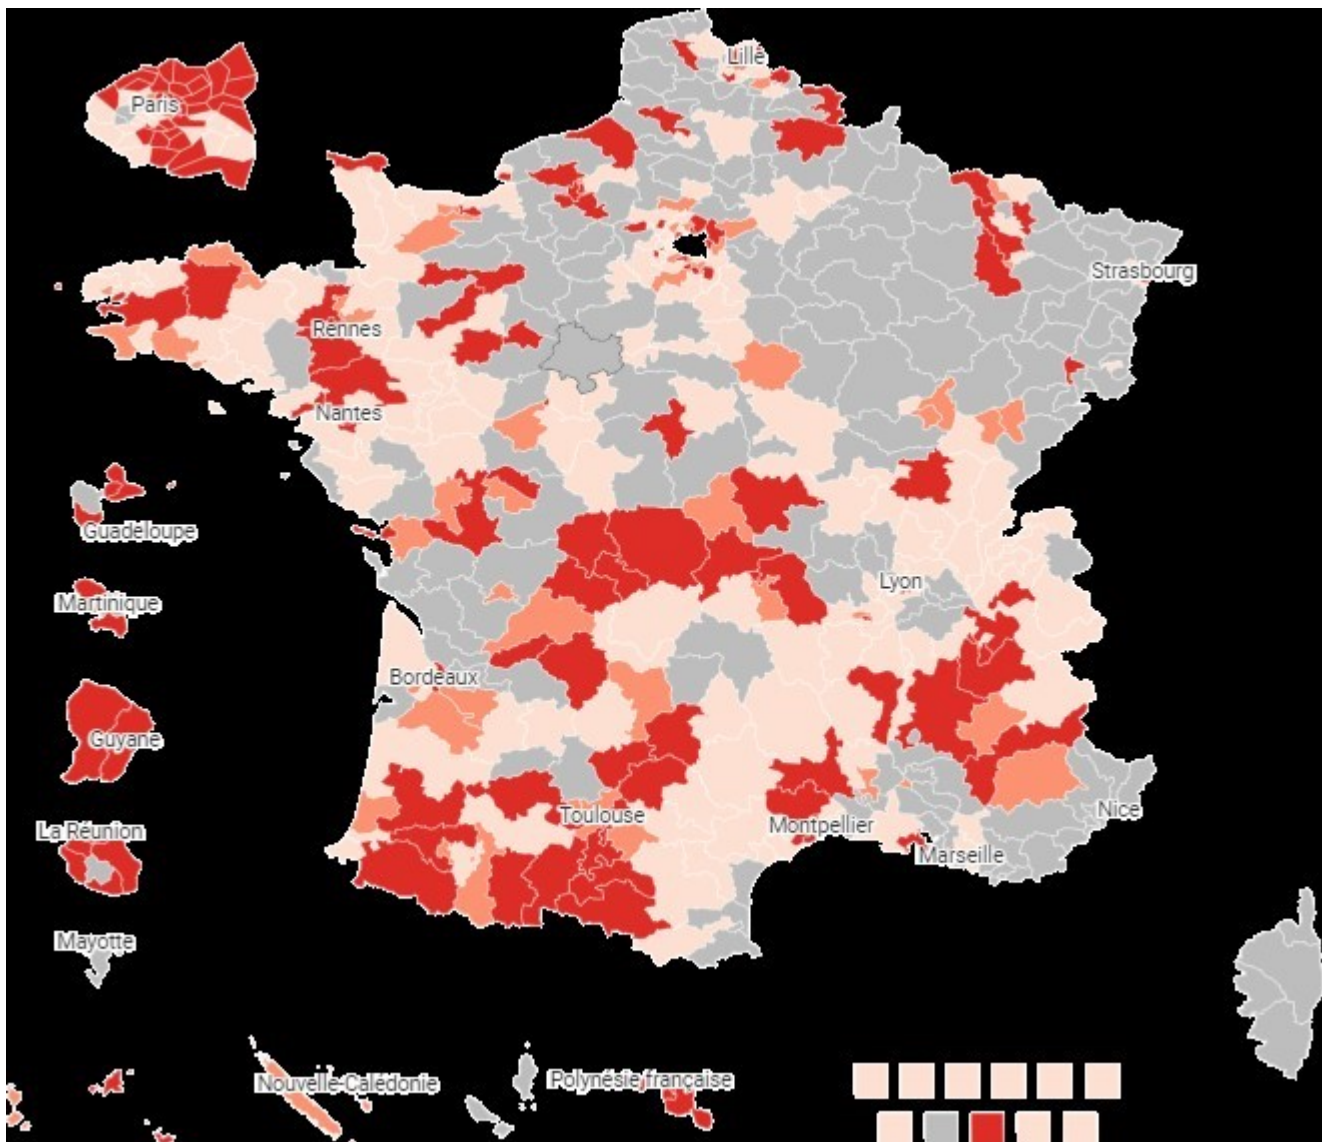 Lille
Paris
Strasbourg
Rennes
Nantes
Guadeloupe
Martinique
Lyon
Bordeaux
Guyane
Toulouse
Nice
Montpellier
La Réunion
Marseille
Mayotte
Nouvelle-Calédonie
Polynésie française